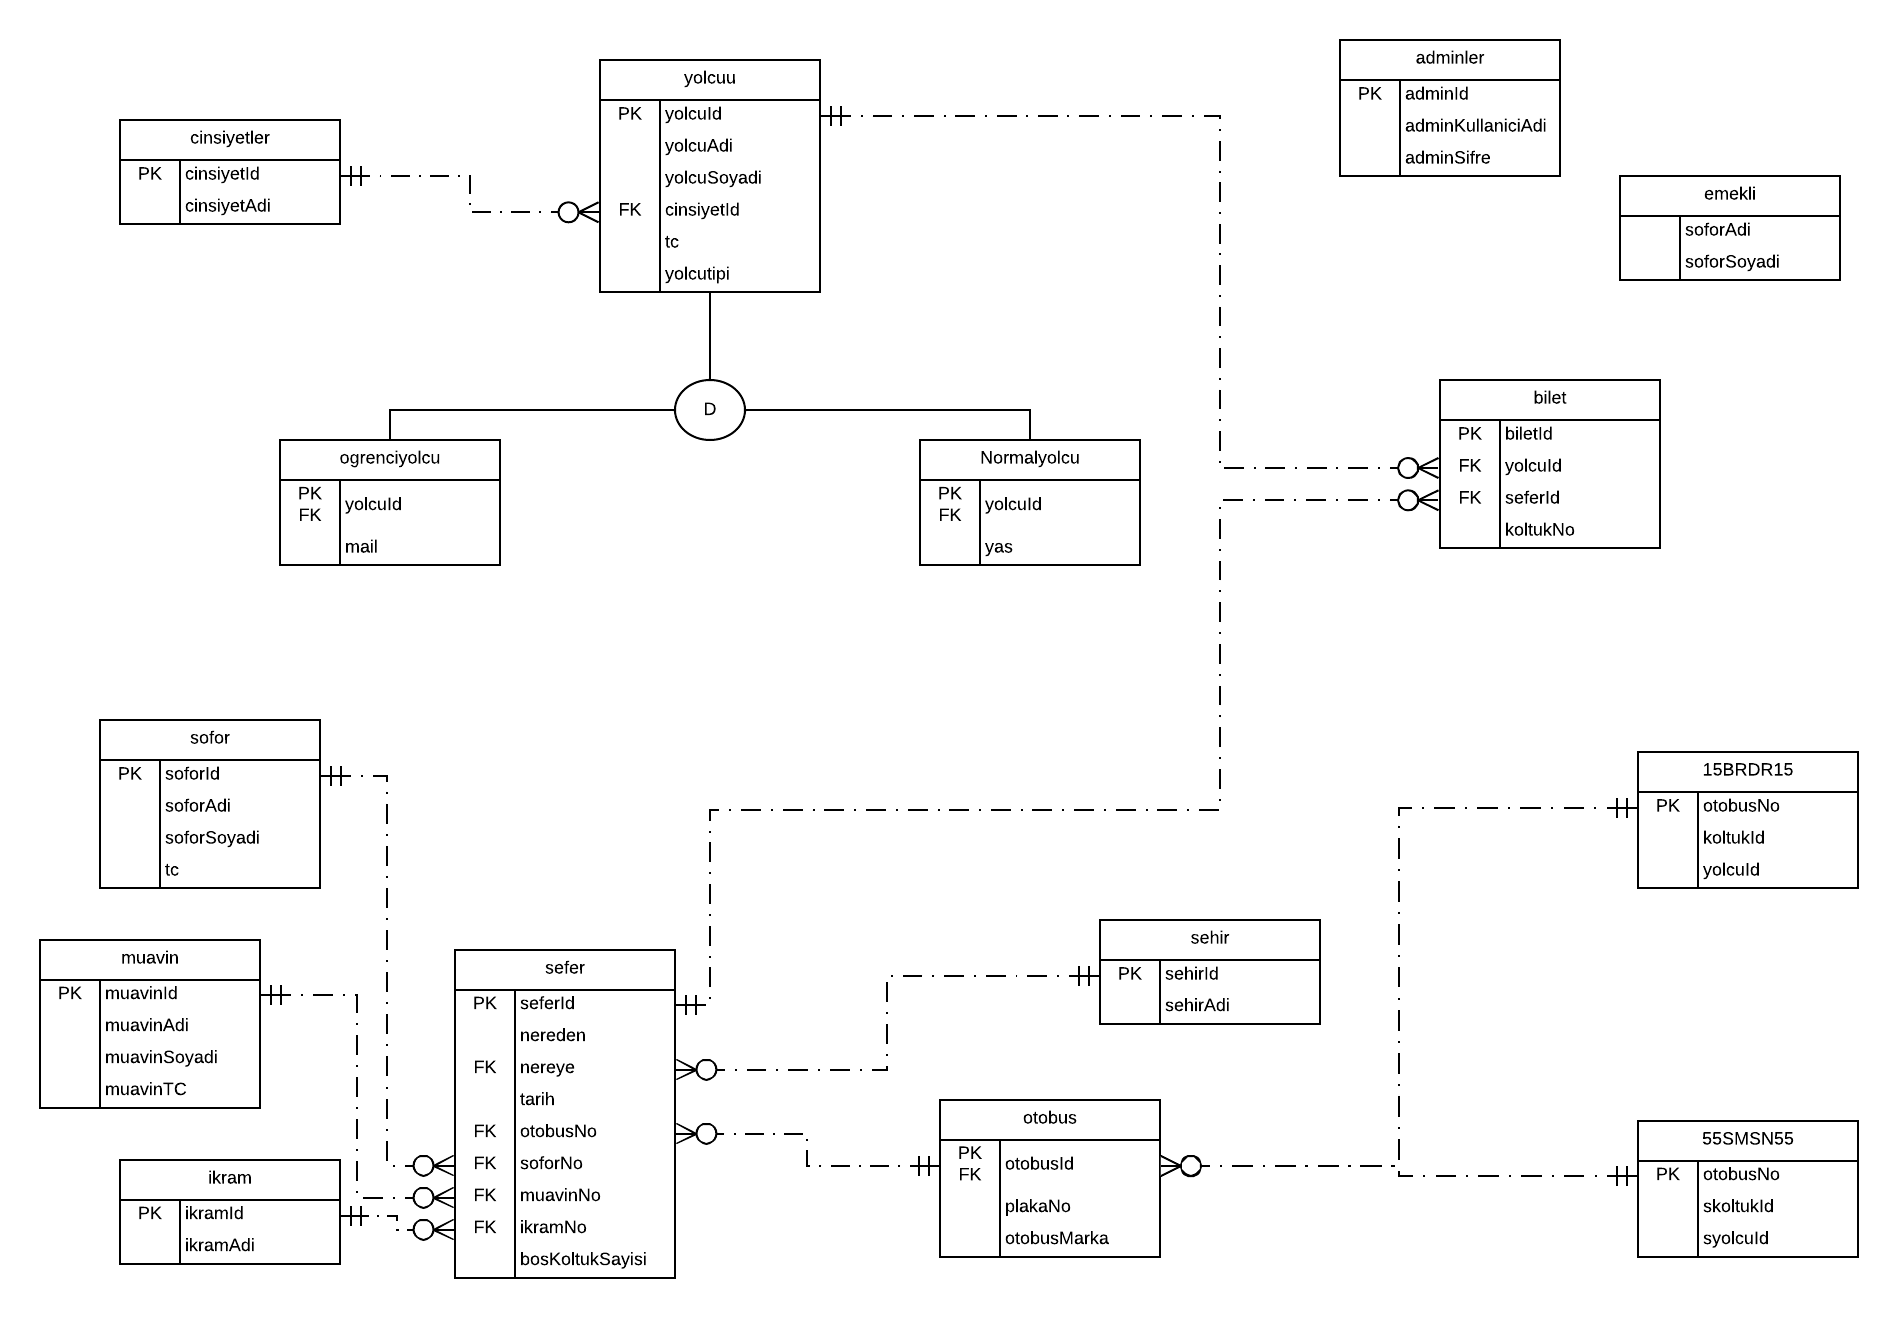 yolcuu
PK yolcuId
yolcuAdi
yolcuSoyadi
FK cinsiyetId
tc
yolcutipi
adminler
PK adminId
adminKullaniciAdi
adminSifre
cinsiyetler
PK cinsiyetId
cinsiyetAdi
emekli
soforAdi
soforSoyadi
D
bilet
PK biletId
FK yolcuId
FK seferId
koltukNo
ogrenciyolcu
PK
FK
yolcuId
mail
Normalyolcu
PK
FK
yolcuId
yas
sofor
PK soforId
soforAdi
soforSoyadi
tc
15BRDR15
PK otobusNo
koltukId
yolcuId
muavin
PK muavinId
muavinAdi
muavinSoyadi
muavinTC
sefer
PK seferId
nereden
FK nereye
tarih
FK otobusNo
FK soforNo
FK muavinNo
FK ikramNo
bosKoltukSayisi
sehir
PK sehirId
sehirAdi
otobus
PK
FK
otobusId
plakaNo
otobusMarka
55SMSN55
PK otobusNo
skoltukId
syolcuId
ikram
PK ikramId
ikramAdi